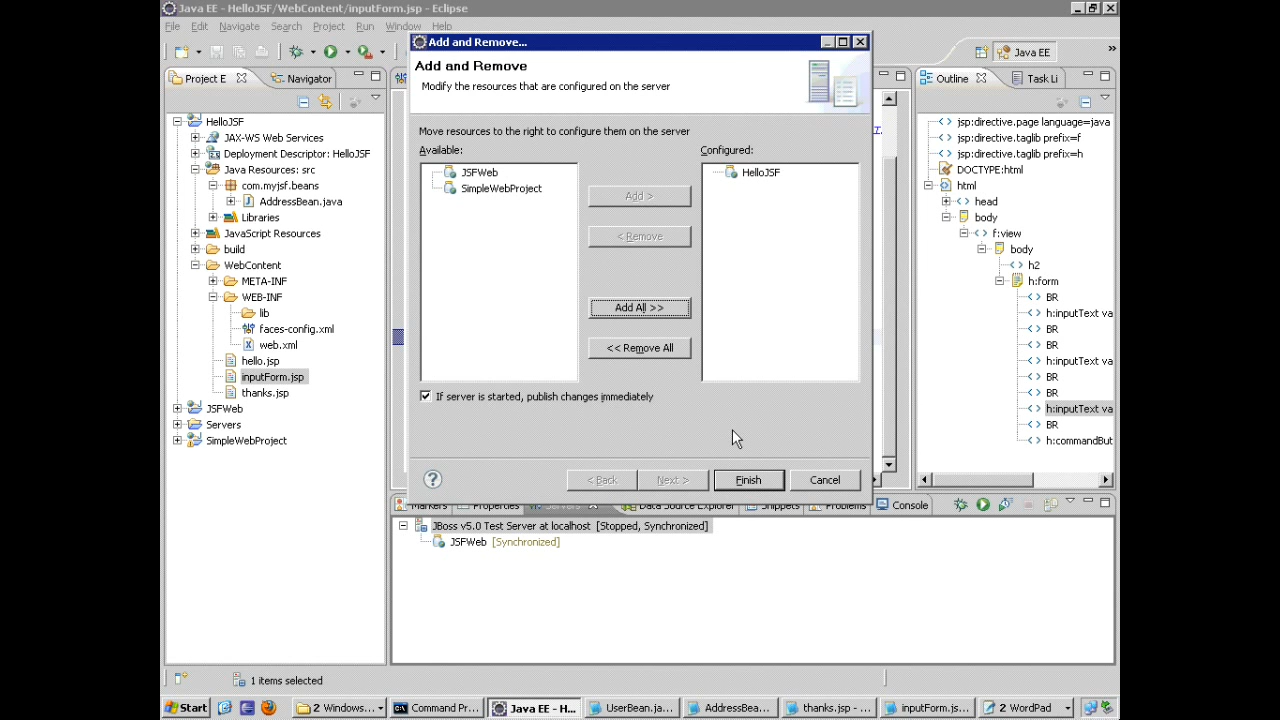 Java EE - HelloJSF/WebContent/inputForm.jsp - Eclipse
File Edit Navigate Search Project Run Window Help
Java EE
Project E
Navigator
HelloJSF
JAX-WS Web Services
Deployment Descriptor: HelloJSF
Java Resources: src
com.myjsf.beans
AddressBean.java
Libraries
JavaScript Resources
build
WebContent
META-INF
WEB-INF
lib
faces-config.xml
web.xml
hello.jsp
inputForm.jsp
thanks.jsp
JSFWeb
Servers
SimpleWebProject
Add and Remove...
Add and Remove
Modify the resources that are configured on the server
Move resources to the right to configure them on the server
Available:
JSFWeb
SimpleWebProject
Add >
< Remove
Add All >>
<< Remove All
Configured:
HelloJSF
If server is started, publish changes immediately
< Back
Next >
Finish
Cancel
Outline
Task Li
jsp:directive.page language=java
jsp:directive.taglib prefix=f
jsp:directive.taglib prefix=h
DOCTYPE:html
html
head
body
f:view
body
h2
h:form
BR
h:inputText va
BR
BR
h:inputText va
BR
BR
h:inputText va
BR
h:commandBut
Markers
Properties
Servers
Data Source Explorer
Snippets
Problems
Console
JBoss v5.0 Test Server at localhost [Stopped, Synchronized]
JSFWeb [Synchronized]
1 items selected
Start
2 Windows...
Command Pr...
Java EE - H...
UserBean.ja...
AddressBea...
thanks.jsp - ...
inputForm.js...
2 WordPad